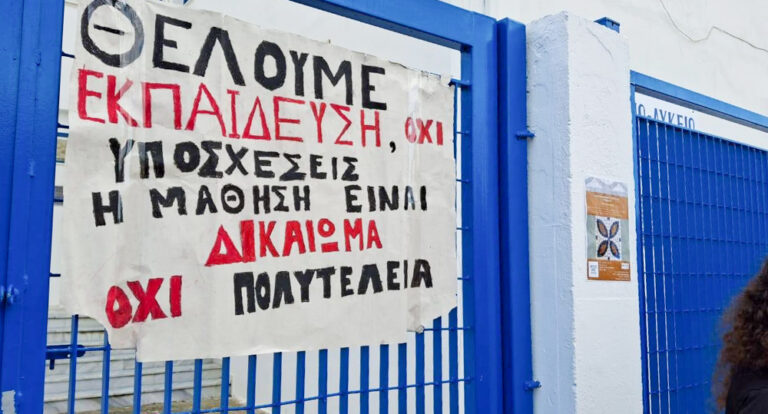 ΘΕΛΟΥΜΕ
ΕΚΠΑΙΔΕΥΣΗ, ΟΧΙ
ΥΠΟΣΧΕΣΕΙΣ
Η ΜΑΘΗΣΗ ΕΙΝΑΙ
ΔΙΚΑΙΩΜΑ
ΟΧΙ ΠΟΛΥΤΕΛΕΙΑ
ΛΥΚΕΙΟ